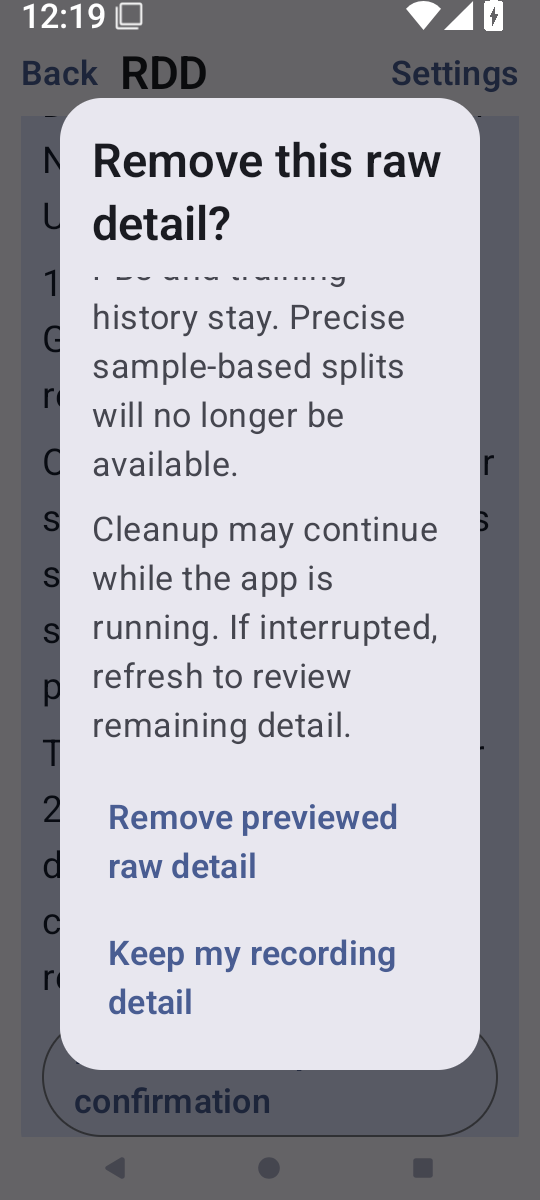 12:19
Back RDD Settings
Remove this raw
detail?
history stay. Precise
sample-based splits
will no longer be
available.
Cleanup may continue
while the app is
running. If interrupted,
refresh to review
remaining detail.
Remove previewed
raw detail
Keep my recording
detail
confirmation